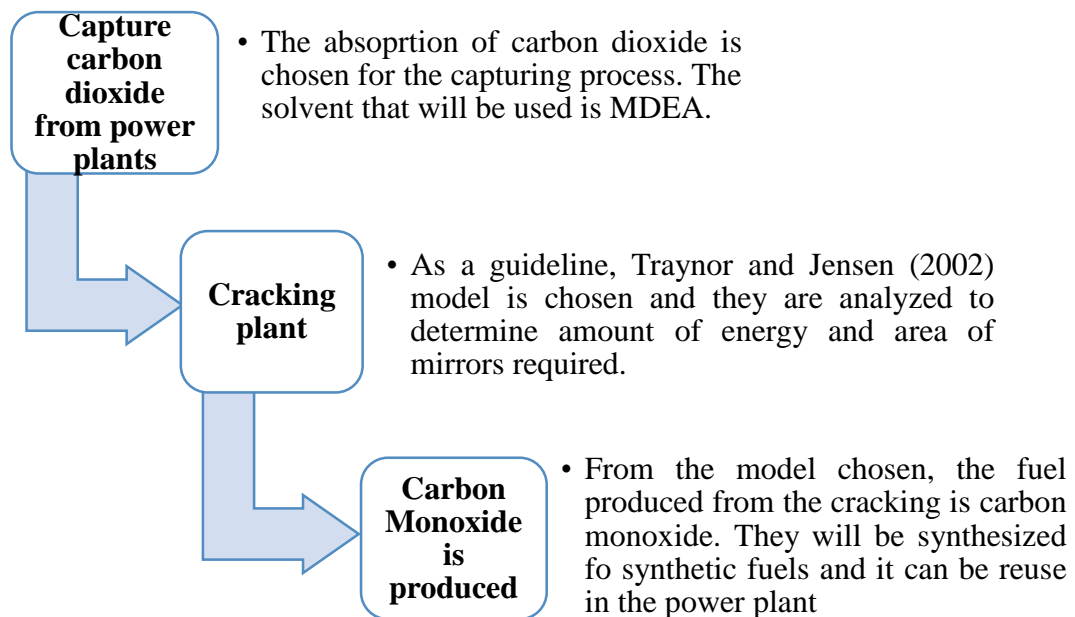 Capture
carbon
dioxide
from power
plants
• The absoprtion of carbon dioxide is
chosen for the capturing process. The
solvent that will be used is MDEA.
Cracking
plant
• As a guideline, Traynor and Jensen (2002)
model is chosen and they are analyzed to
determine amount of energy and area of
mirrors required.
Carbon
Monoxide
is
produced
• From the model chosen, the fuel
produced from the cracking is carbon
monoxide. They will be synthesized
fo synthetic fuels and it can be reuse
in the power plant